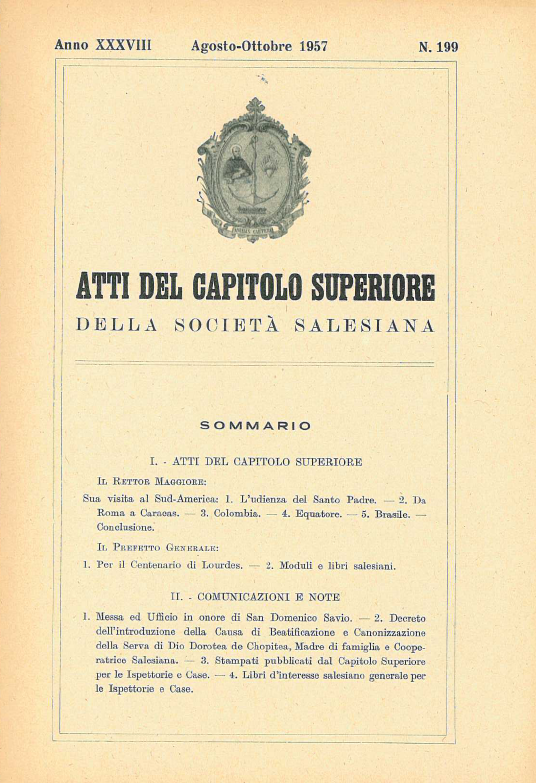 Anno XXXVIII Agosto-Ottobre 1957 N. 199
ATTI DEL CAPITOLO SUPERIORE
DELLA SOCIETÀ SALESIANA
SOMMARIO
I. - ATTI DEL CAPITOLO SUPERIORE
Il Rettor Maggiore:
Sua visita al Sud-America: 1. L'udienza del Santo Padre. — 2. Da
Roma a Caracas. — 3. Colombia. — 4. Equatore. — 5. Brasile. —
Conclusione.
Il Prefetto Generale:
1. Per il Centenario di Lourdes. — 2. Moduli e libri salesiani.
II. - COMUNICAZIONI E NOTE
1. Messa ed Ufficio in onore di San Domenico Savio. — 2. Decreto
dell'introduzione della Causa di Beatificazione e Canonizzazione
della Serva di Dio Dorotea de Chopitea, Madre di famiglia e Coope-
ratrice Salesiana. — 3. Stampati pubblicati dal Capitolo Superiore
per le Ispettorie e Case. — 4. Libri d'interesse salesiano generale per
le Ispettorie e Case.